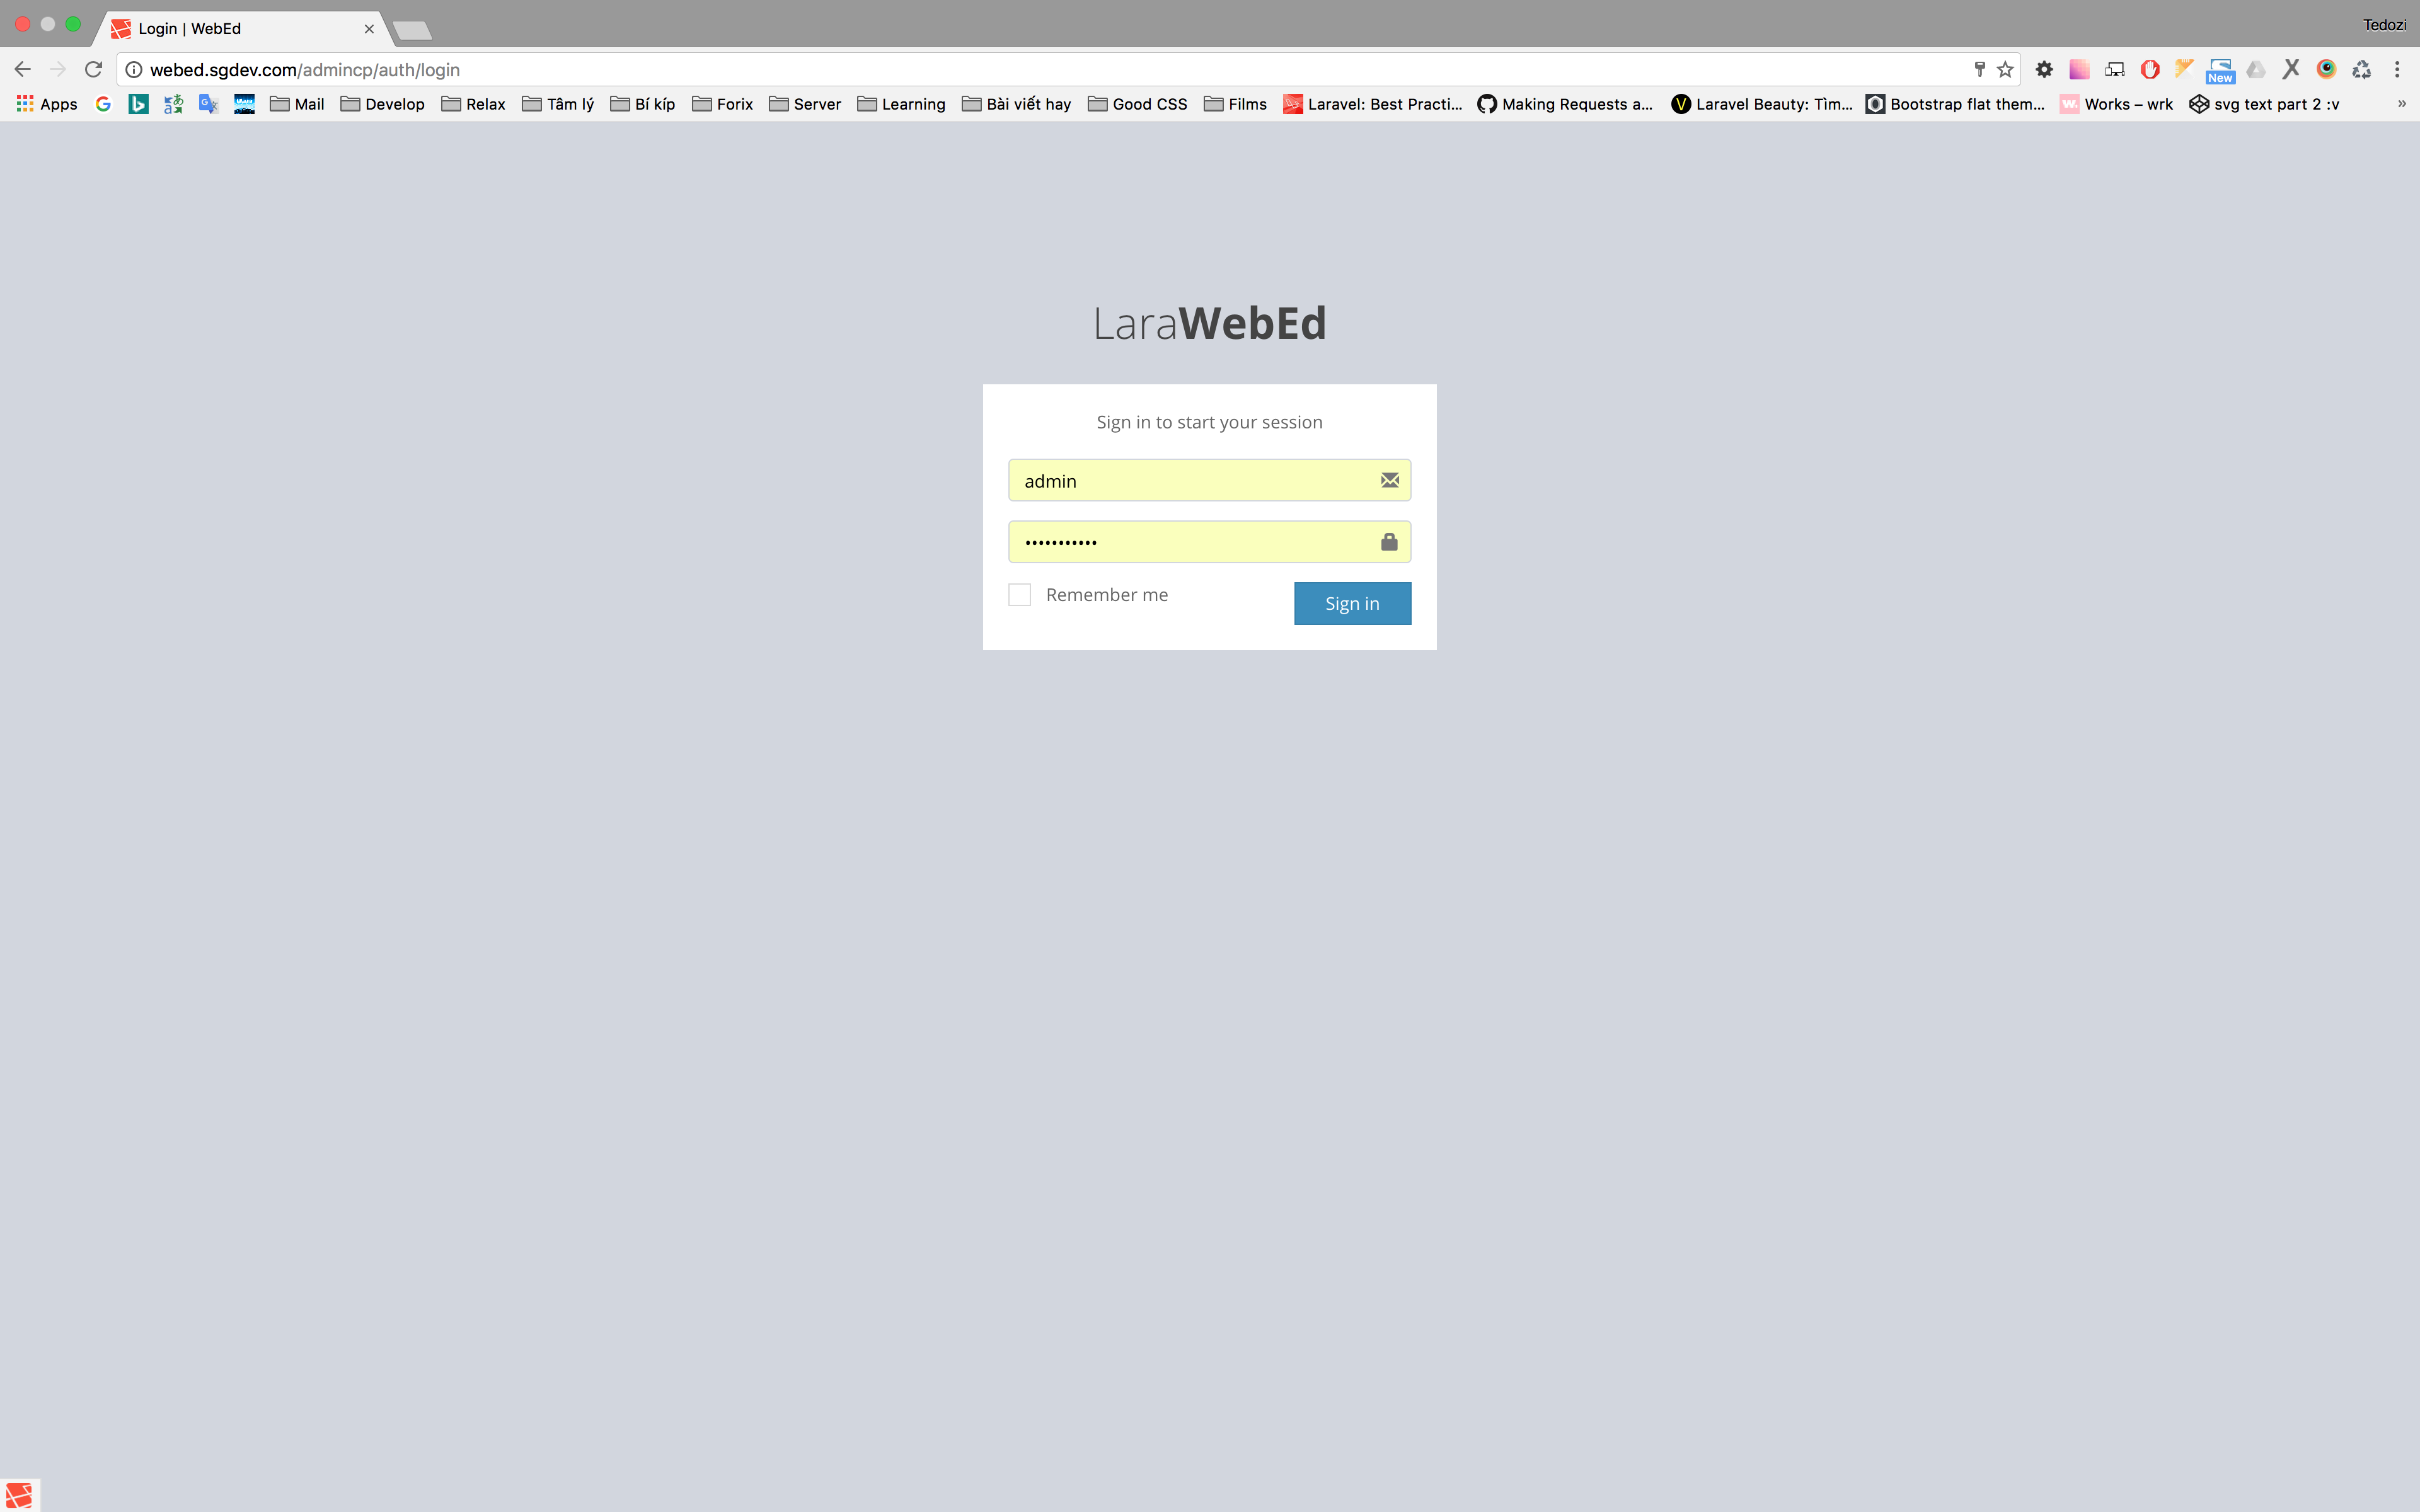 Login | WebEd
Tedozi
webed.sgdev.com/admincp/auth/login
New
Apps Mail Develop Relax Tâm lý Bí kíp Forix Server Learning Bài viết hay Good CSS Films Laravel: Best Practi... Making Requests a... Laravel Beauty: Tìm... Bootstrap flat them... Works – wrk svg text part 2 :v »
LaraWebEd
Sign in to start your session
admin
•••••••••••
Remember me
Sign in